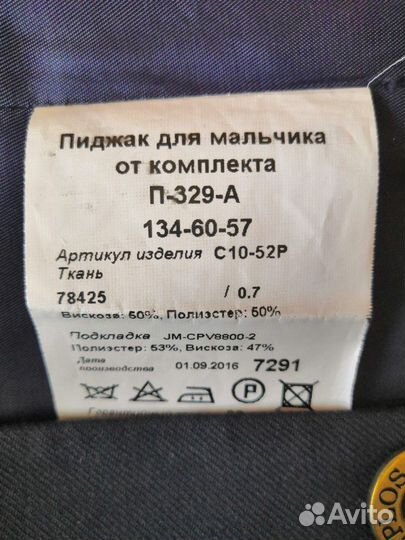 Пиджак для мальчика
от комплекта
П-329-А
134-60-57
Артикул изделия С10-52Р
Ткань
78425 / 0.7
Вискоза: 50%, Полиэстер: 50%
Подкладка JM-CPV8800-2
Полиэстер: 53%, Вискоза: 47%
Дата производства 01.09.2016 7291
P
Avito